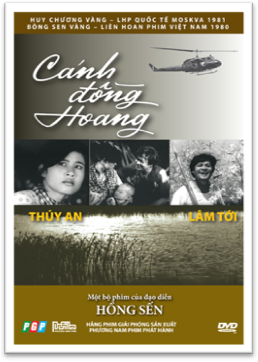 HUY CHƯƠNG VÀNG – LHP QUỐC TẾ MOSKVA 1981
BÔNG SEN VÀNG – LIÊN HOAN PHIM VIỆT NAM 1980
Cánh
đồng
Hoang
THÚY AN
LÂM TỚI
Một bộ phim của đạo diễn
HỒNG SẾN
PGP
HÃNG PHIM GIẢI PHÓNG SẢN XUẤT
PHƯƠNG NAM PHIM PHÁT HÀNH
DVD